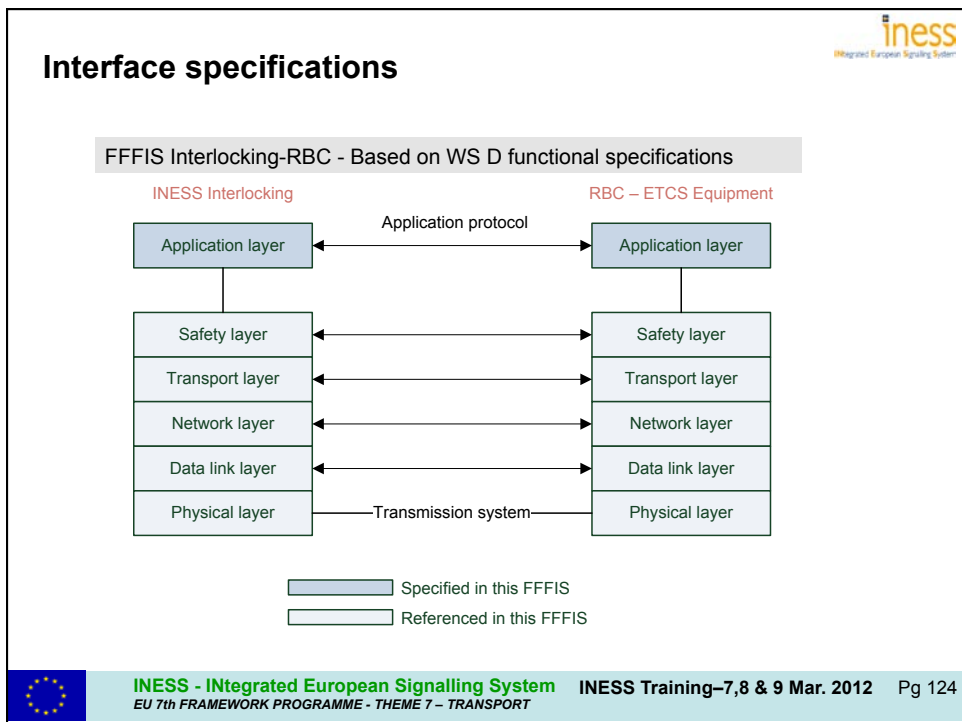 iness
INtegrated European Signalling System
Interface specifications
FFFIS Interlocking-RBC - Based on WS D functional specifications
INESS Interlocking
RBC – ETCS Equipment
Application protocol
Application layer
Application layer
Safety layer
Safety layer
Transport layer
Transport layer
Network layer
Network layer
Data link layer
Data link layer
Physical layer
Transmission system
Physical layer
Specified in this FFFIS
Referenced in this FFFIS
INESS - INtegrated European Signalling System
INESS Training–7,8 & 9 Mar. 2012
Pg 124
EU 7th FRAMEWORK PROGRAMME - THEME 7 – TRANSPORT